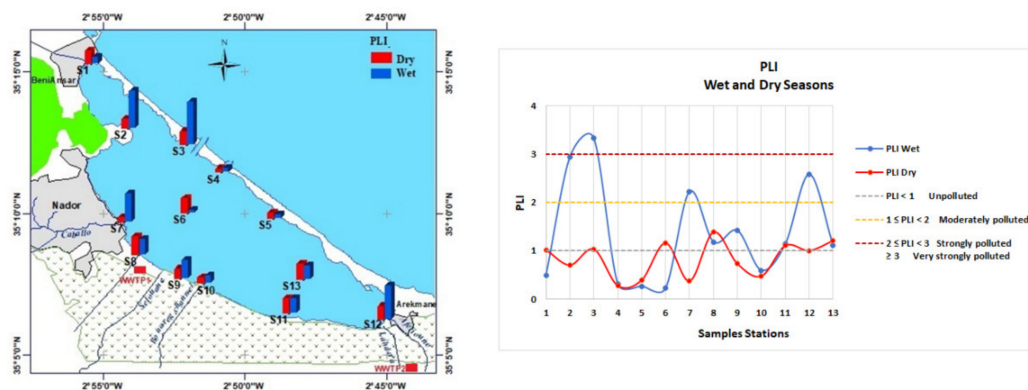 2°55'0"W
2°50'0"W
2°45'0"W
35°15'0"N
35°10'0"N
35°5'0"N
N
PLI
Dry
Wet
S1
BeniAnsar
S2
S3
S4
S5
S6
Nador
S7
Caballo
S8
WWTP1
Selouane
S9
S10
S13
S11
S12
Arekmane
WWTP2
2°55'0"W
2°50'0"W
2°45'0"W
35°15'0"N
35°10'0"N
35°5'0"N
PLI
Wet and Dry Seasons
PLI
4
3
2
1
0
1 2 3 4 5 6 7 8 9 10 11 12 13
Samples Stations
PLI Wet
PLI Dry
PLI < 1 Unpolluted
1 ≤ PLI < 2 Moderately polluted
2 ≤ PLI < 3 Strongly polluted
≥ 3 Very strongly polluted